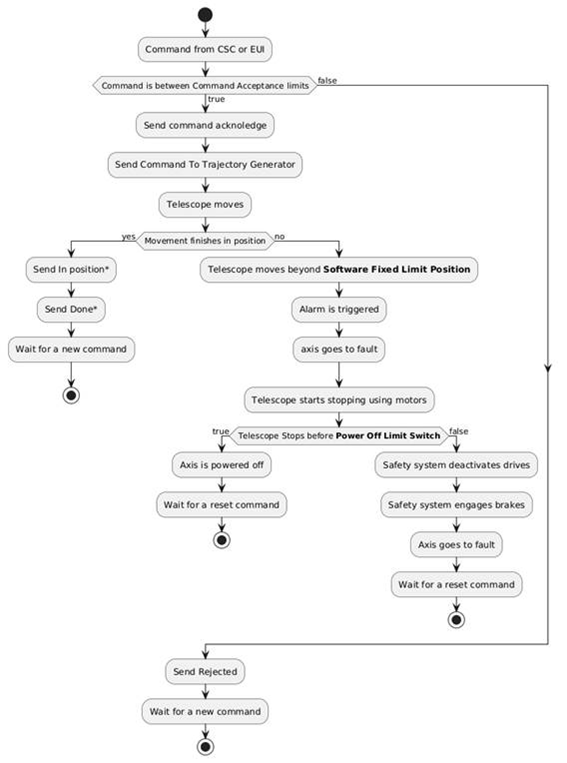 Command from CSC or EUI
Command is between Command Acceptance limits
false
true
Send command acknoledge
Send Command To Trajectory Generator
Telescope moves
yes
Movement finishes in position
no
Send In position*
Telescope moves beyond Software Fixed Limit Position
Send Done*
Alarm is triggered
Wait for a new command
axis goes to fault
Telescope starts stopping using motors
true
Telescope Stops before Power Off Limit Switch
false
Axis is powered off
Safety system deactivates drives
Wait for a reset command
Safety system engages brakes
Axis goes to fault
Wait for a reset command
Send Rejected
Wait for a new command